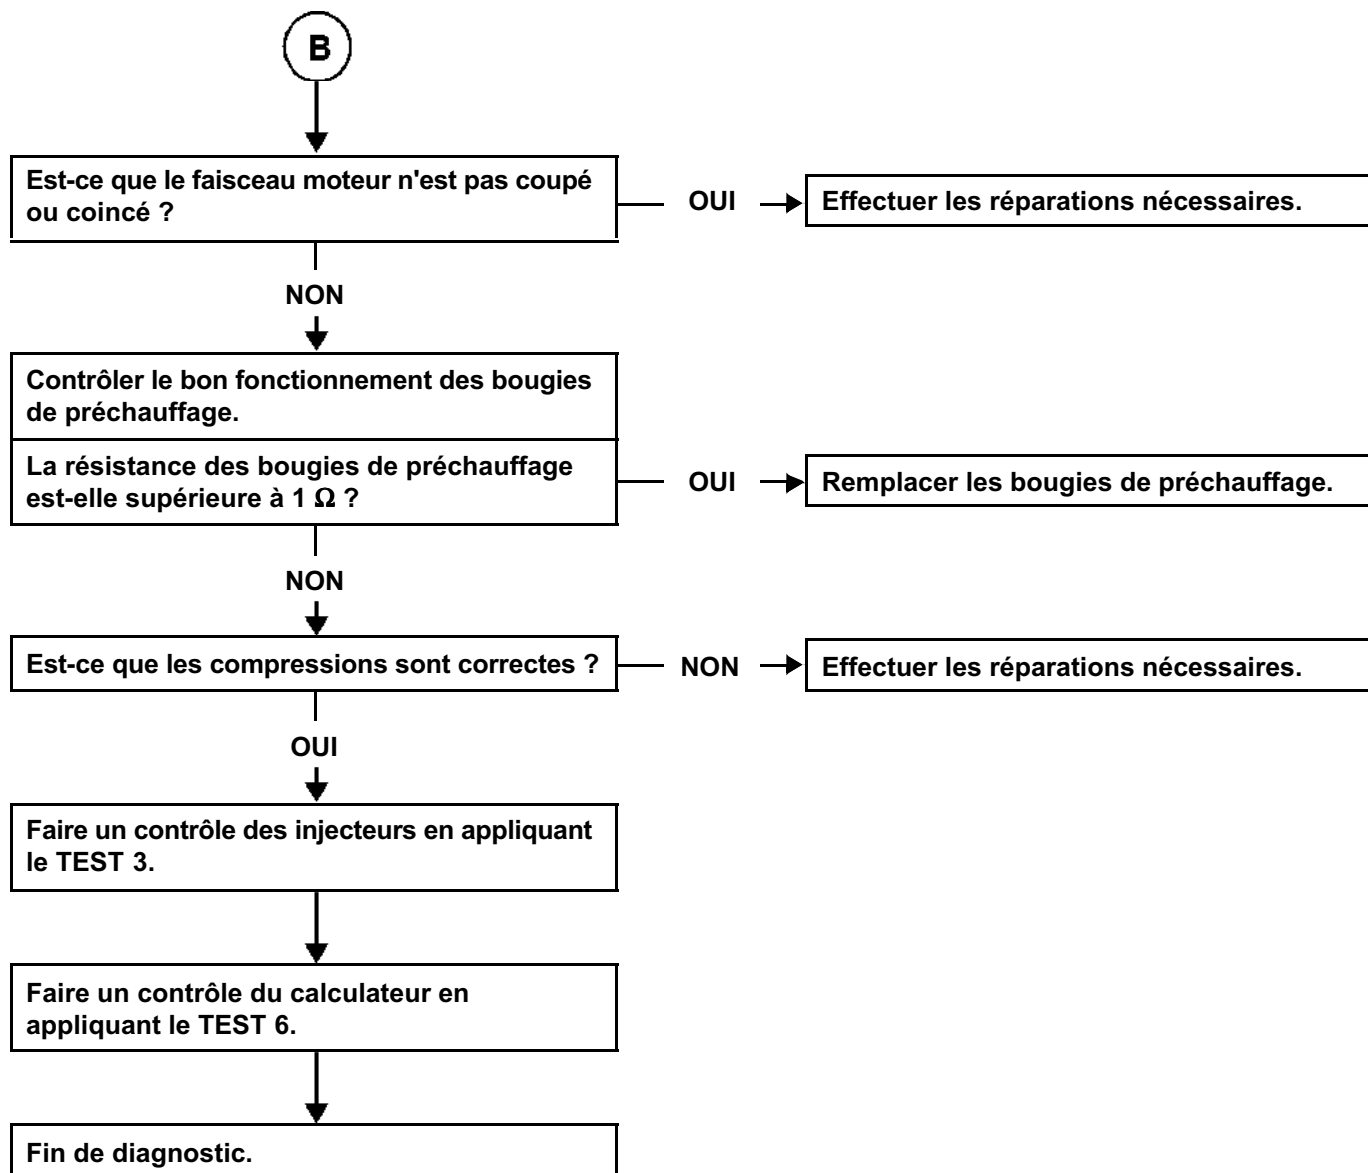 B
Est-ce que le faisceau moteur n'est pas coupé
ou coincé ?
OUI
Effectuer les réparations nécessaires.
NON
Contrôler le bon fonctionnement des bougies
de préchauffage.
La résistance des bougies de préchauffage
est-elle supérieure à 1 Ω ?
OUI
Remplacer les bougies de préchauffage.
NON
Est-ce que les compressions sont correctes ?
NON
Effectuer les réparations nécessaires.
OUI
Faire un contrôle des injecteurs en appliquant
le TEST 3.
Faire un contrôle du calculateur en
appliquant le TEST 6.
Fin de diagnostic.